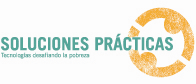 SOLUCIONES PRÁCTICAS
Tecnologías desafiando la pobreza